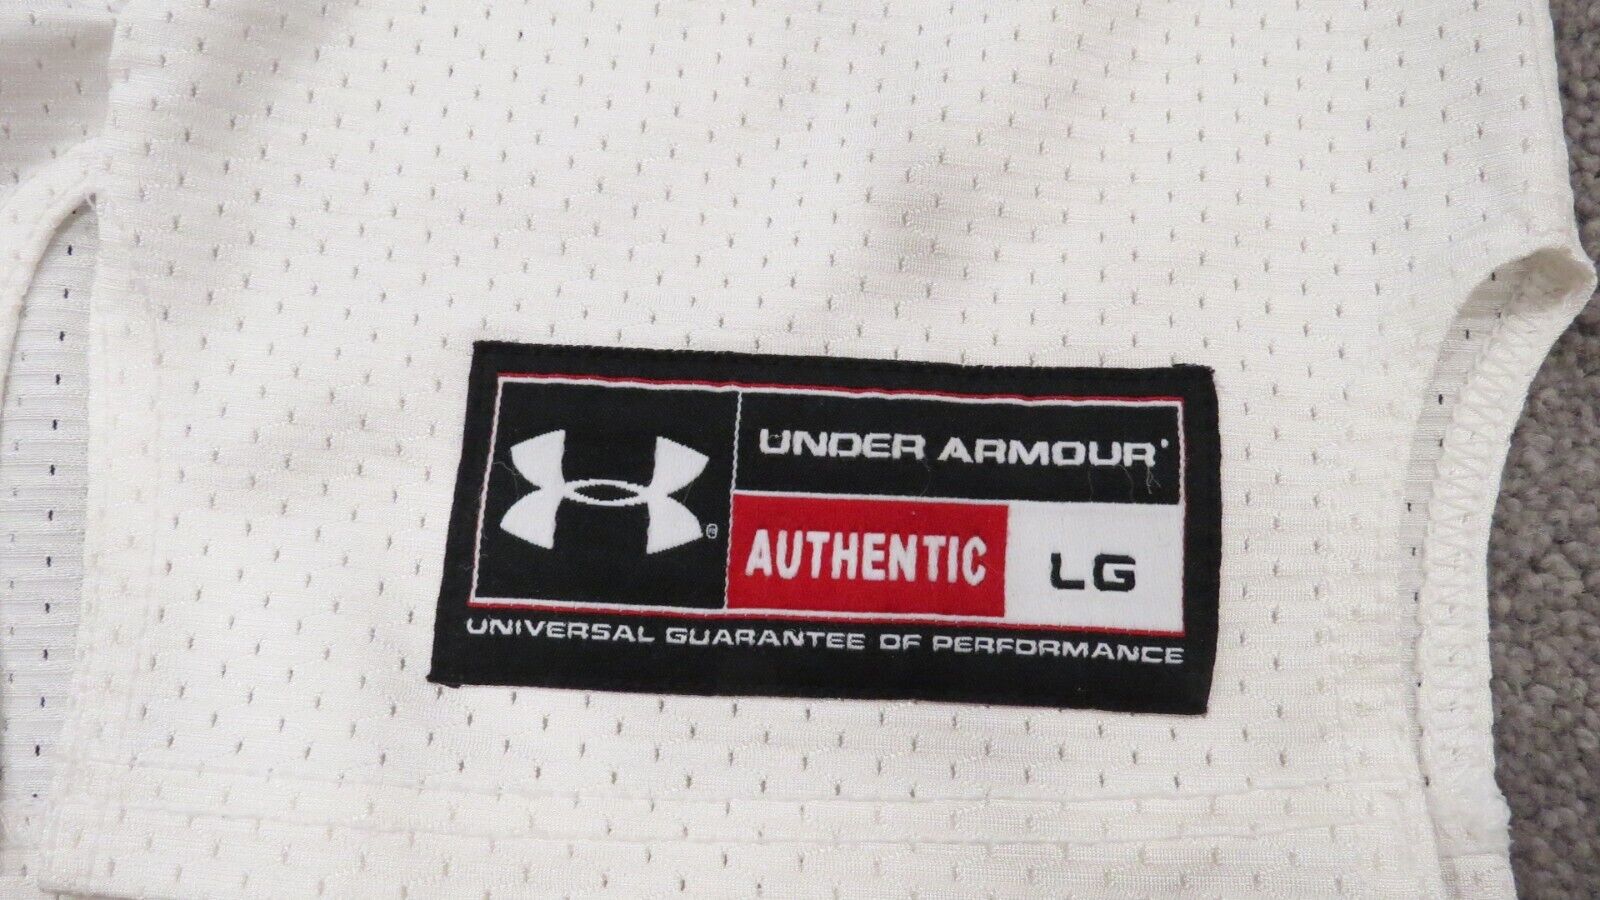 UNDER ARMOUR
AUTHENTIC LG
®
UNIVERSAL GUARANTEE OF PERFORMANCE